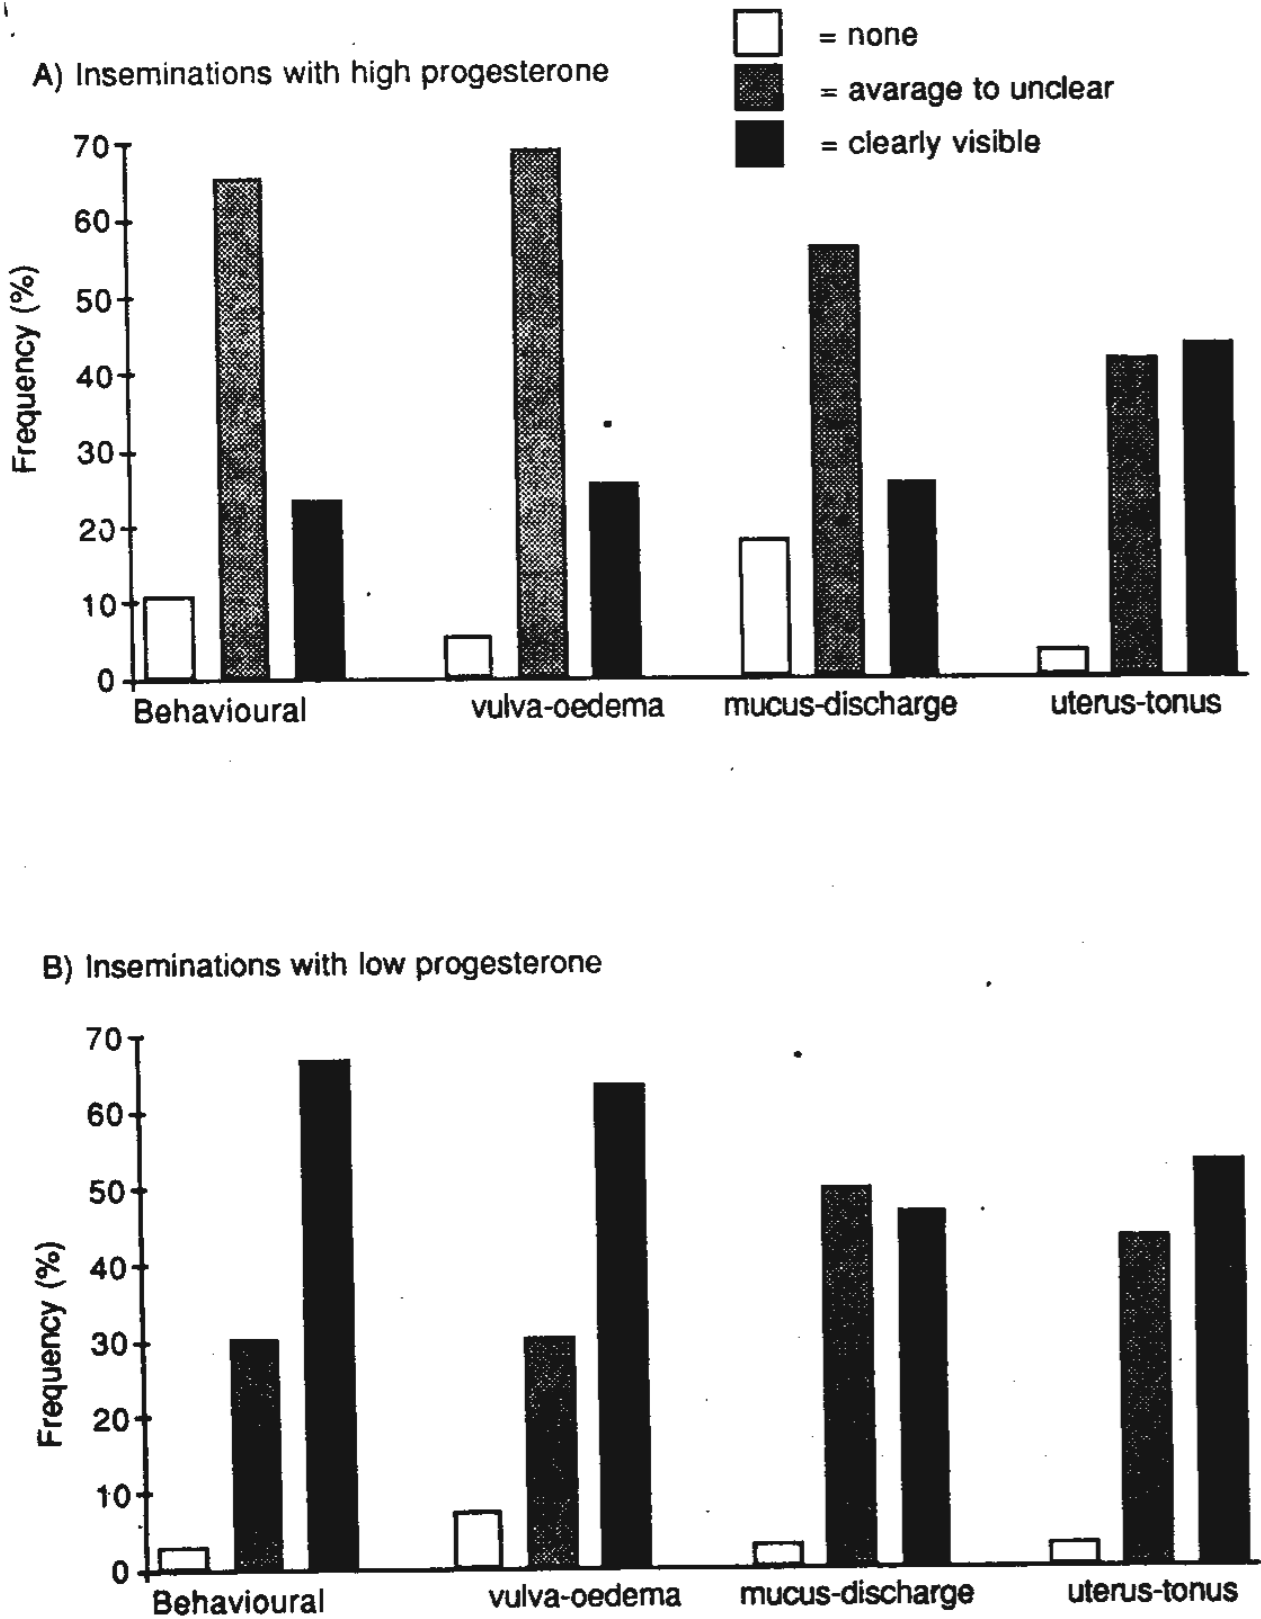 = none
A) Inseminations with high progesterone
= avarage to unclear
= clearly visible
70
60
50
40
30
20
10
0
Frequency (%)
Behavioural vulva-oedema mucus-discharge uterus-tonus
B) Inseminations with low progesterone
70
60
50
40
30
20
10
0
Frequency (%)
Behavioural vulva-oedema mucus-discharge uterus-tonus